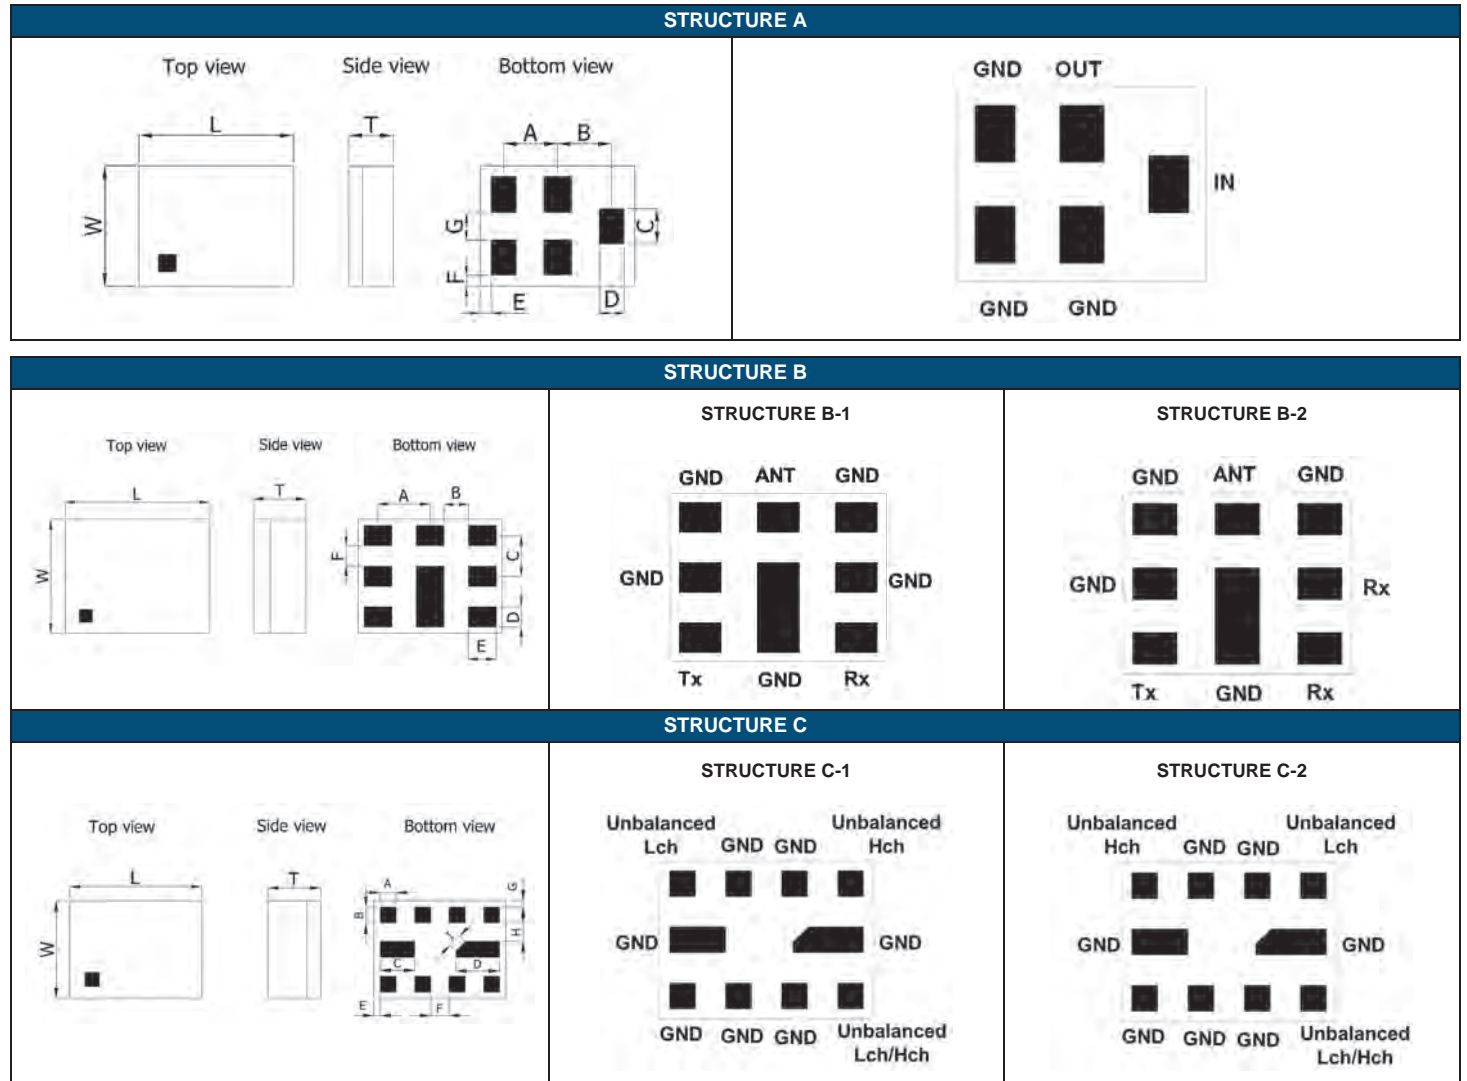 STRUCTURE A
Top view
Side view
Bottom view
L
T
W
A
B
G
C
F
E
D
GND
OUT
IN
GND
GND
STRUCTURE B
Top view
Side view
Bottom view
L
T
W
A
B
F
C
D
E
STRUCTURE B-1
GND
ANT
GND
GND
GND
Tx
GND
Rx
STRUCTURE B-2
GND
ANT
GND
GND
Rx
Tx
GND
Rx
STRUCTURE C
Top view
Side view
Bottom view
L
T
W
A
G
B
H
C
D
E
F
STRUCTURE C-1
Unbalanced
Lch
GND
GND
Unbalanced
Hch
GND
GND
GND
GND
GND
Unbalanced
Lch/Hch
STRUCTURE C-2
Unbalanced
Hch
GND
GND
Unbalanced
Lch
GND
GND
GND
GND
GND
Unbalanced
Lch/Hch